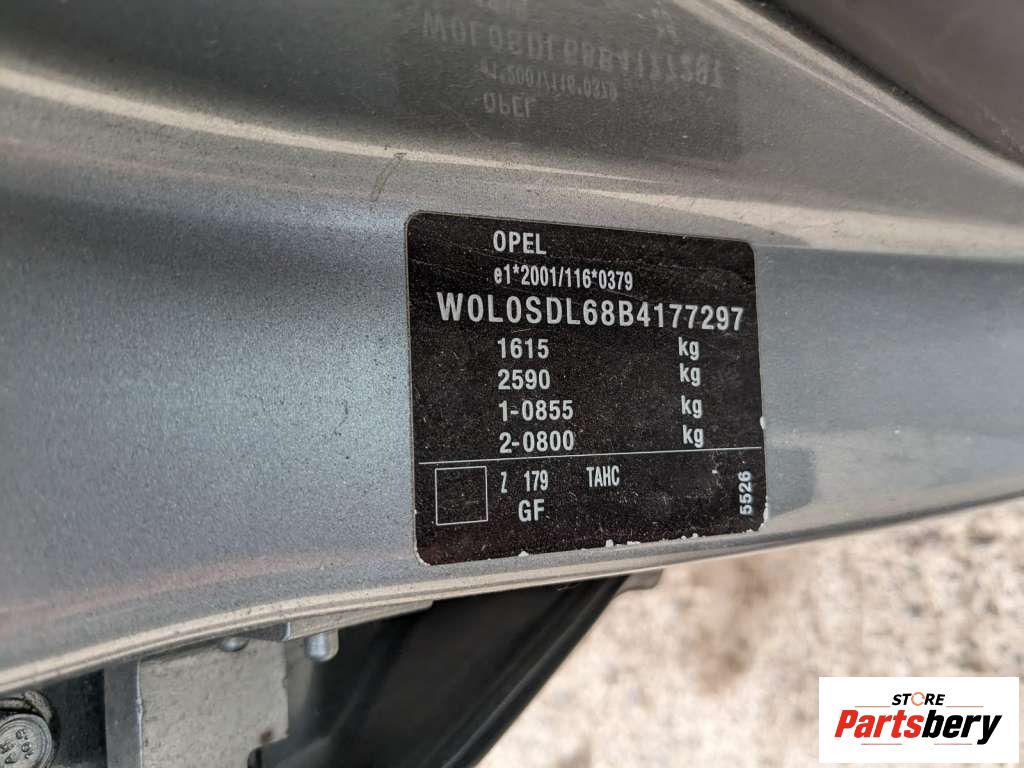 OPEL
e1*2001/116*0379
W0L0SDL68B4177297
1615 kg
2590 kg
1-0855 kg
2-0800 kg
Z 179 TAHC
GF
5526
STORE
Partsbery